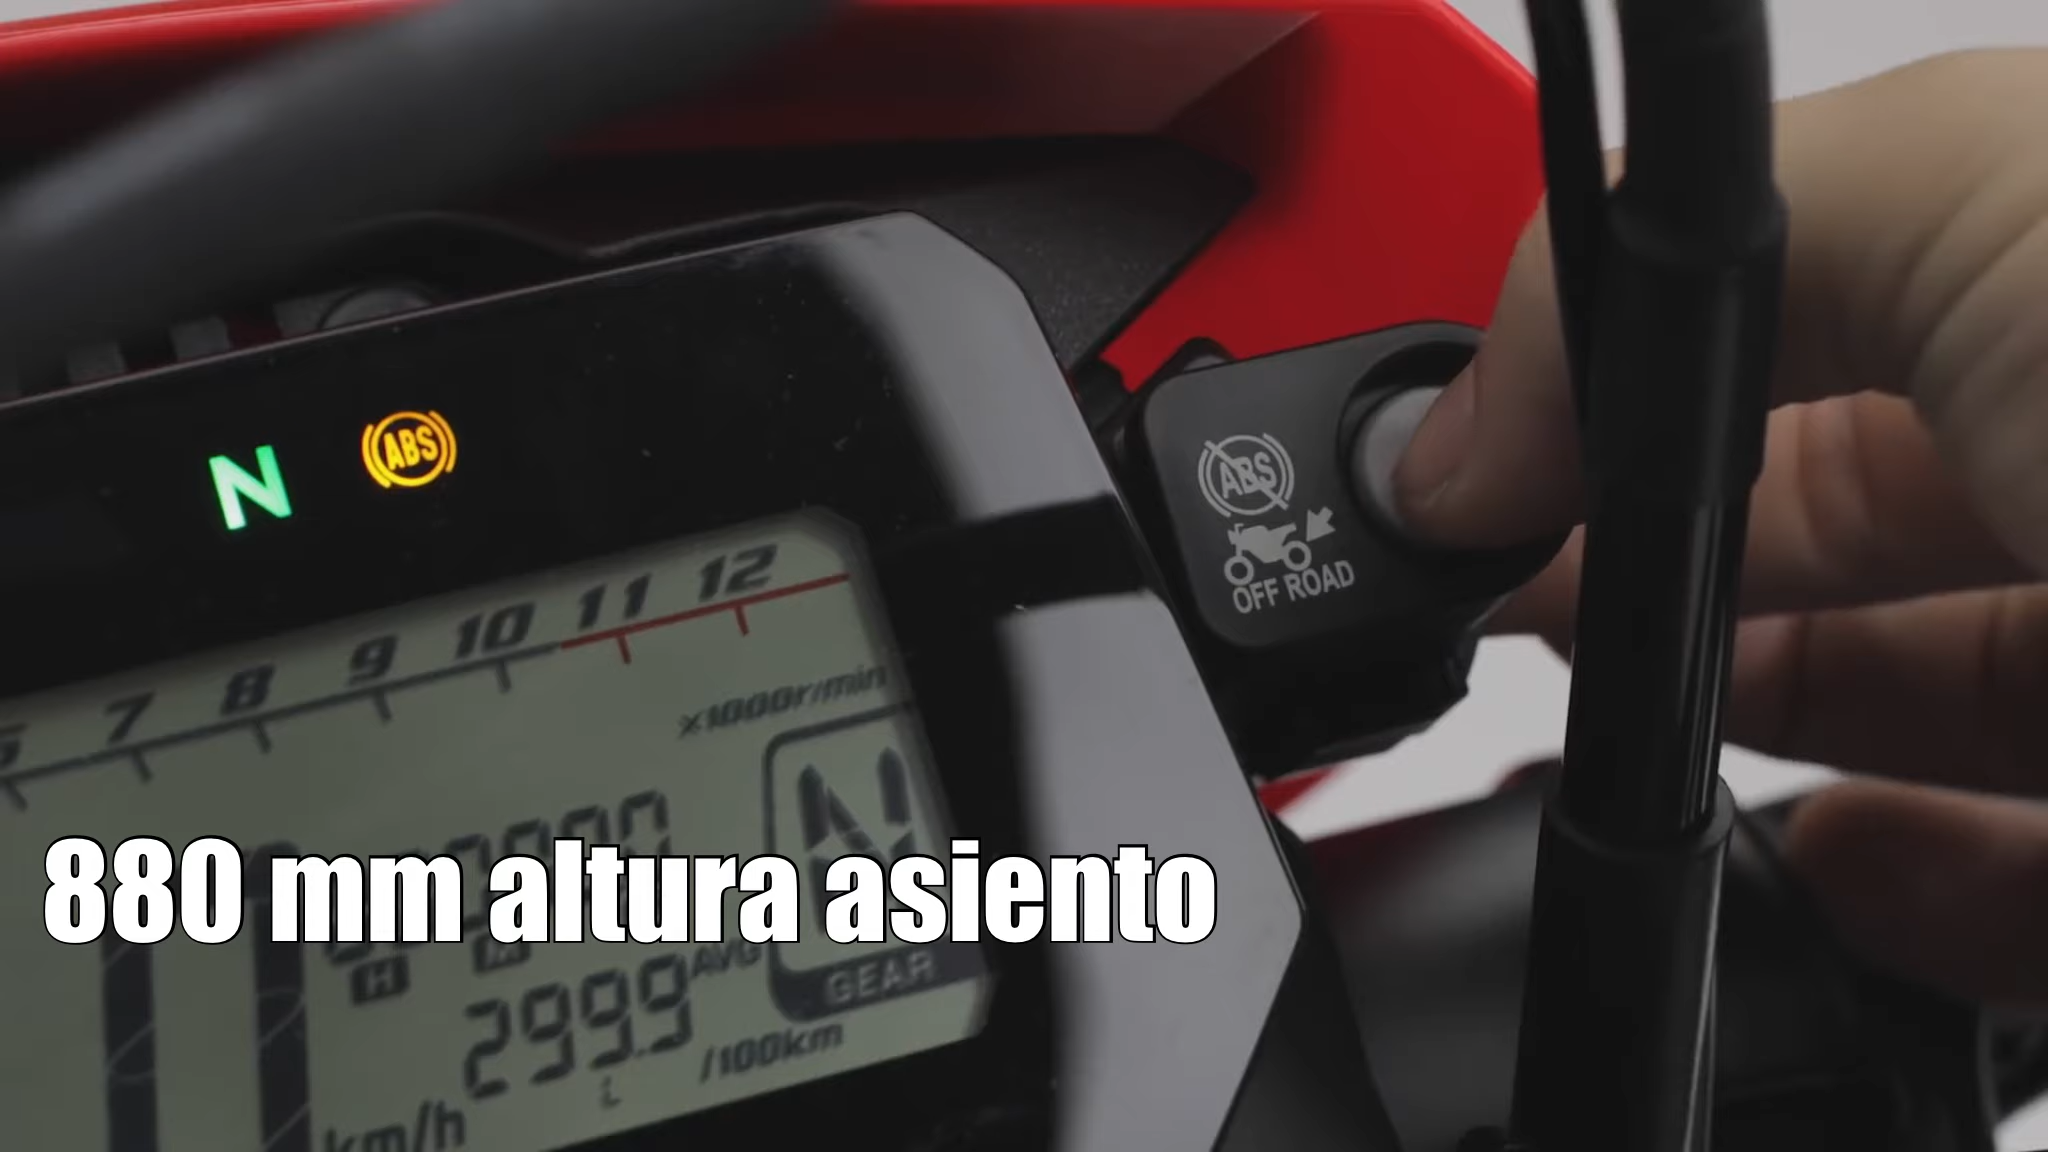 N ABS
ABS
OFF ROAD
7 8 9 10 11 12
×1000r/min
N
880 mm altura asiento
AVG
299.9
GEAR
L /100km
km/h